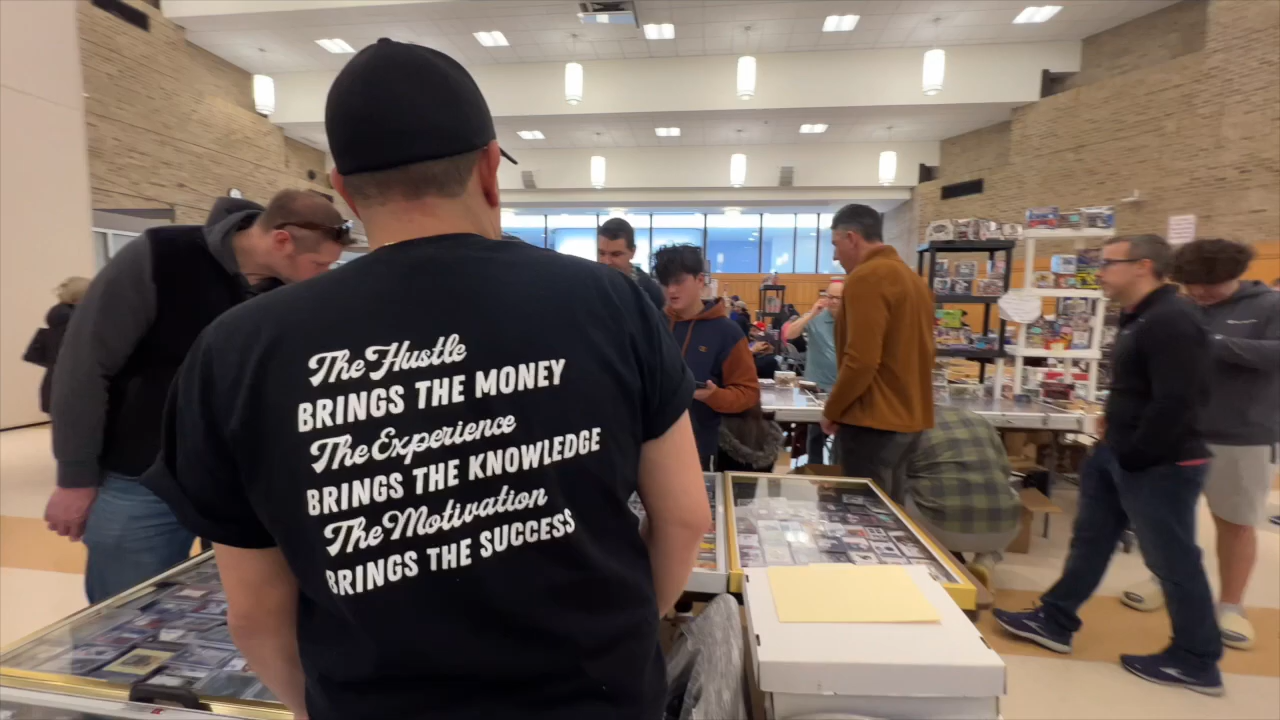 The Hustle
BRINGS THE MONEY
The Experience
BRINGS THE KNOWLEDGE
The Motivation
BRINGS THE SUCCESS